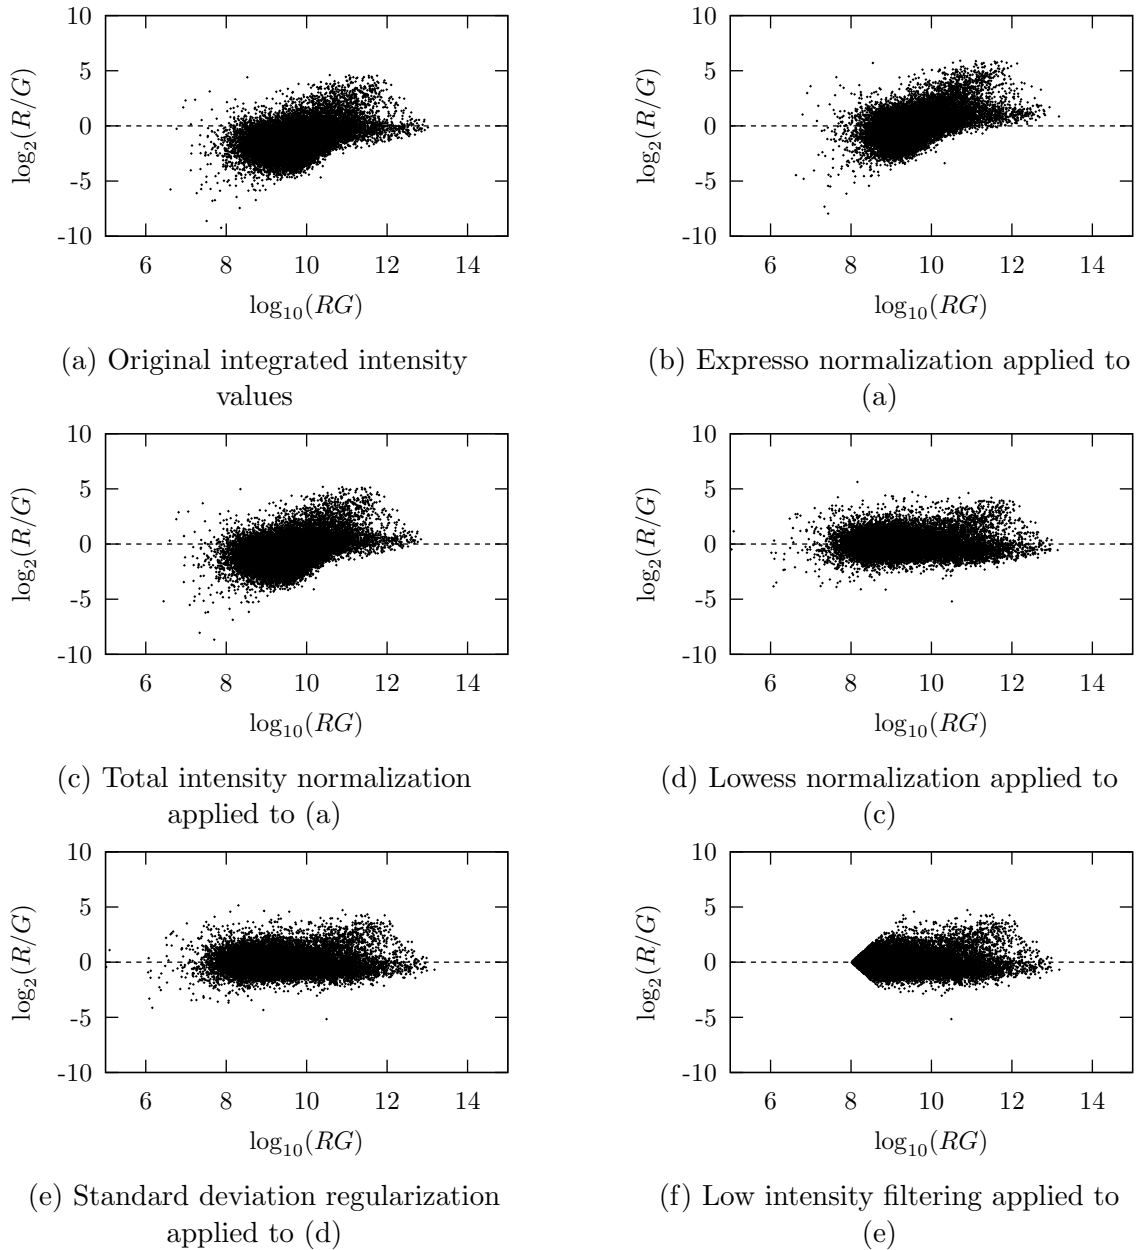 10
5
0
-5
-10
log₂(R/G)
6 8 10 12 14
log₁₀(RG)
(a) Original integrated intensity
values
10
5
0
-5
-10
log₂(R/G)
6 8 10 12 14
log₁₀(RG)
(b) Expresso normalization applied to
(a)
10
5
0
-5
-10
log₂(R/G)
6 8 10 12 14
log₁₀(RG)
(c) Total intensity normalization
applied to (a)
10
5
0
-5
-10
log₂(R/G)
6 8 10 12 14
log₁₀(RG)
(d) Lowess normalization applied to
(c)
10
5
0
-5
-10
log₂(R/G)
6 8 10 12 14
log₁₀(RG)
(e) Standard deviation regularization
applied to (d)
10
5
0
-5
-10
log₂(R/G)
6 8 10 12 14
log₁₀(RG)
(f) Low intensity filtering applied to
(e)